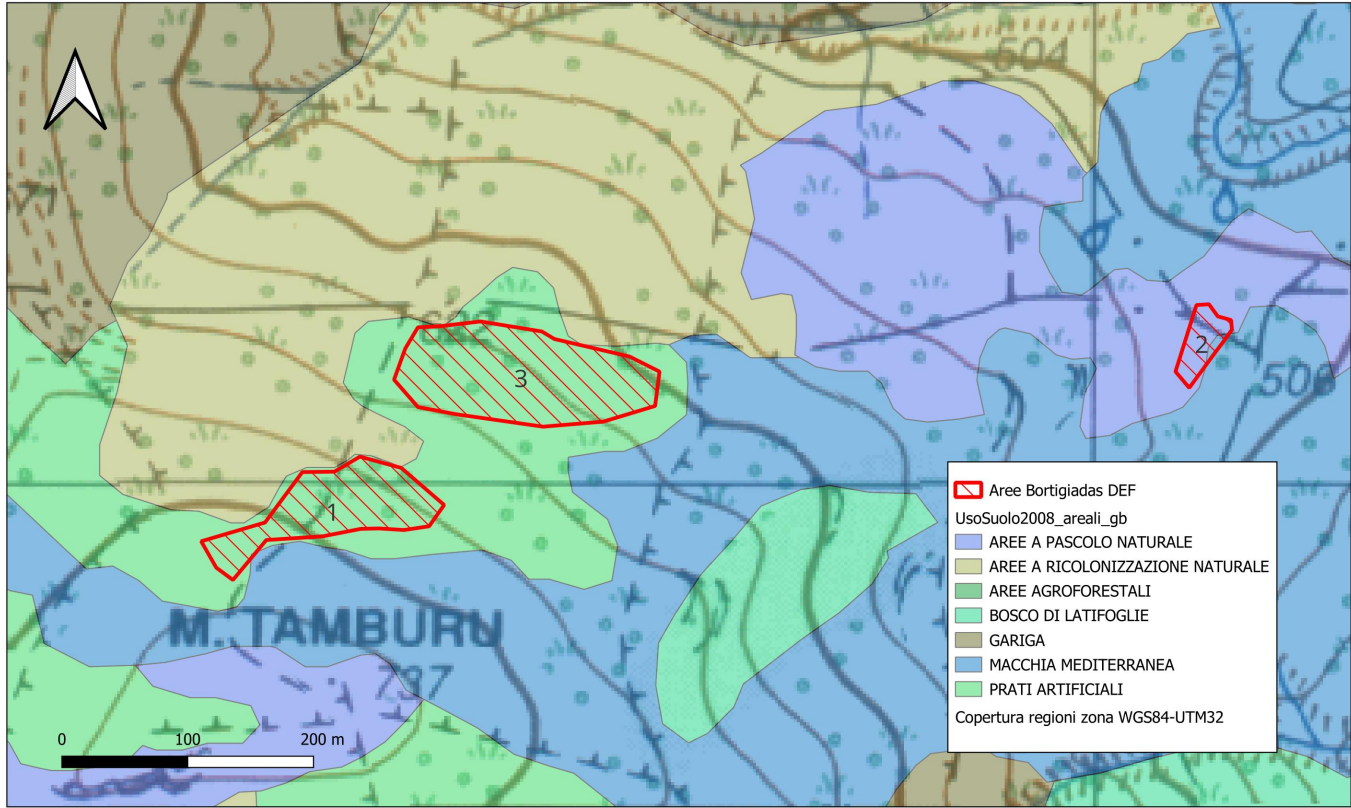 504
3
2
506
1
M. TAMBURU
737
0 100 200 m
Aree Bortigiadas DEF
UsoSuolo2008_areali_gb
AREE A PASCOLO NATURALE
AREE A RICOLONIZZAZIONE NATURALE
AREE AGROFORESTALI
BOSCO DI LATIFOGLIE
GARIGA
MACCHIA MEDITERRANEA
PRATI ARTIFICIALI
Copertura regioni zona WGS84-UTM32